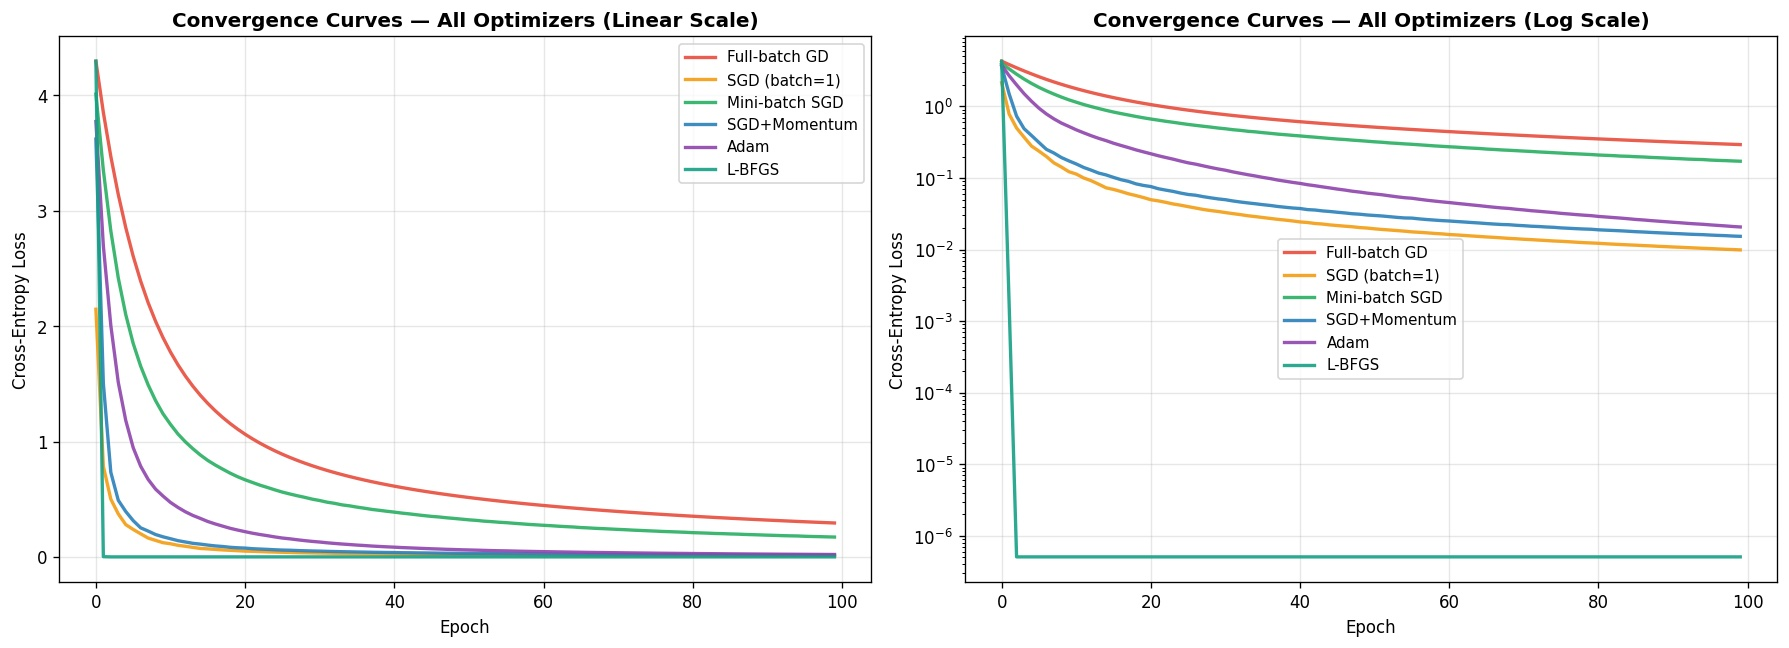 Convergence Curves — All Optimizers (Linear Scale)
Cross-Entropy Loss
4
3
2
1
0
Full-batch GD
SGD (batch=1)
Mini-batch SGD
SGD+Momentum
Adam
L-BFGS
0 20 40 60 80 100
Epoch
Convergence Curves — All Optimizers (Log Scale)
Cross-Entropy Loss
10⁰
10⁻¹
10⁻²
10⁻³
10⁻⁴
10⁻⁵
10⁻⁶
Full-batch GD
SGD (batch=1)
Mini-batch SGD
SGD+Momentum
Adam
L-BFGS
0 20 40 60 80 100
Epoch